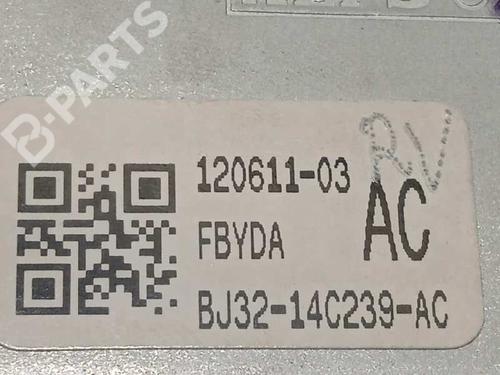 B-PARTS
120611-03
RV
FBYDA
AC
BJ32-14C239-AC